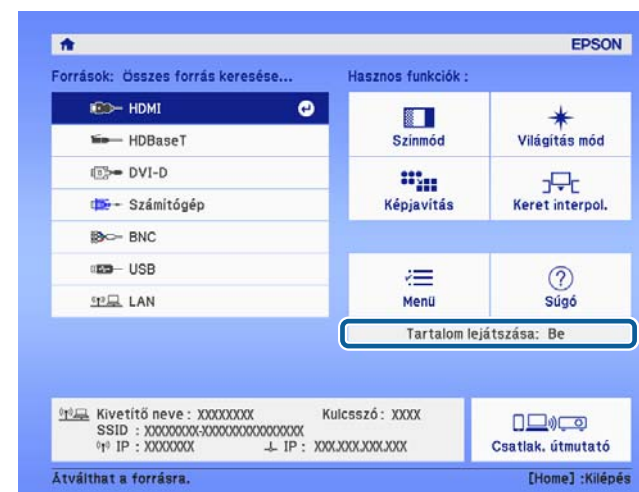 EPSON
Források: Összes forrás keresése...
Hasznos funkciók :
HDMI
HDBaseT
DVI-D
Számítógép
BNC
USB
LAN
Színmód
Világítás mód
Képjavítás
Keret interpol.
Menü
Súgó
Tartalom lejátszása: Be
Kivetítő neve : XXXXXXXX Kulcsszó : XXXX
SSID : XXXXXXXX-XXXXXXXXXXXXXX
IP : XXXXXXX IP : XXX.XXX.XXX.XXX
Csatlak. útmutató
Átválthat a forrásra.
[Home] :Kilépés